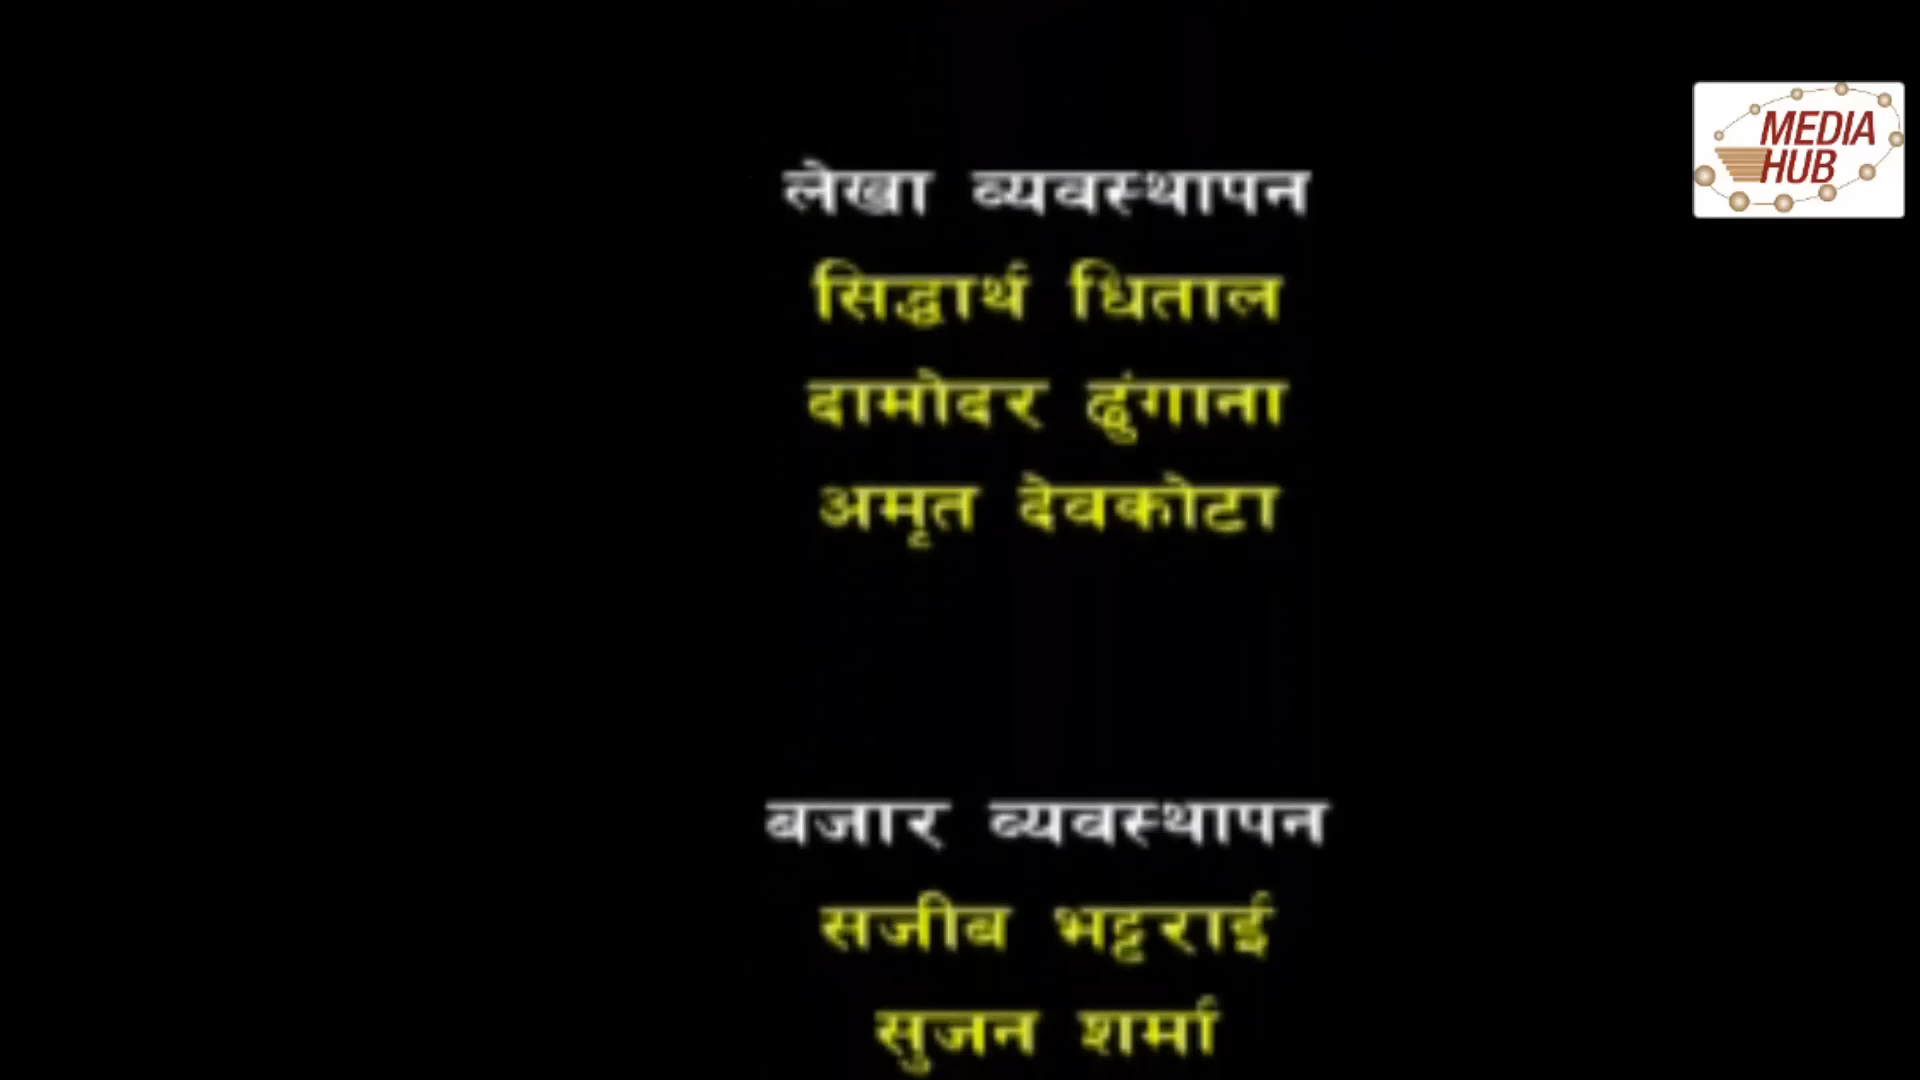 लेखा व्यवस्थापन
सिद्धार्थ धिताल
दामोदर ढुंगाना
अमृत देवकोटा
बजार व्यवस्थापन
सजीब भट्टराई
सुजन शर्मा
MEDIA
HUB